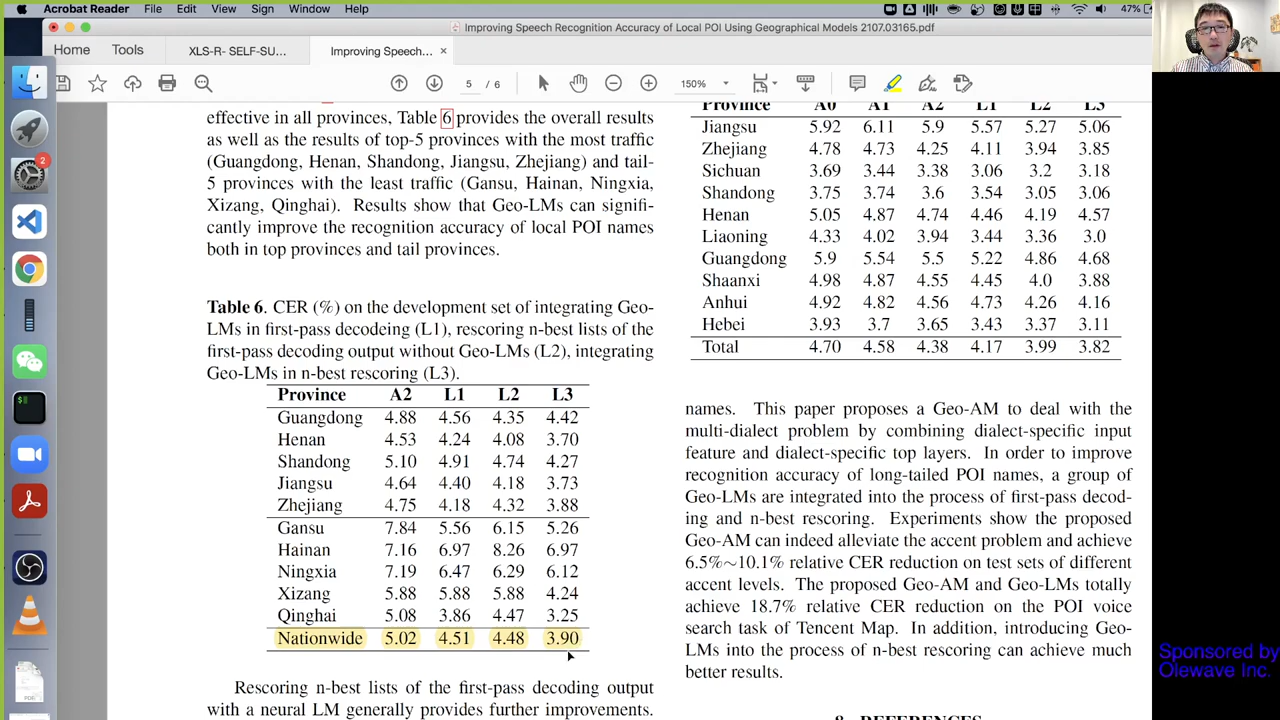 Acrobat Reader File Edit View Sign Window Help 47%
Improving Speech Recognition Accuracy of Local POI Using Geographical Models 2107.03165.pdf
Home Tools XLS-R- SELF-SU... Improving Speech... ×
5 / 6 150%
2
effective in all provinces, Table 6 provides the overall results
as well as the results of top-5 provinces with the most traffic
(Guangdong, Henan, Shandong, Jiangsu, Zhejiang) and tail-
5 provinces with the least traffic (Gansu, Hainan, Ningxia,
Xizang, Qinghai). Results show that Geo-LMs can signifi-
cantly improve the recognition accuracy of local POI names
both in top provinces and tail provinces.
Table 6. CER (%) on the development set of integrating Geo-
LMs in first-pass decodeing (L1), rescoring n-best lists of the
first-pass decoding output without Geo-LMs (L2), integrating
Geo-LMs in n-best rescoring (L3).
Province A2 L1 L2 L3
Guangdong 4.88 4.56 4.35 4.42
Henan 4.53 4.24 4.08 3.70
Shandong 5.10 4.91 4.74 4.27
Jiangsu 4.64 4.40 4.18 3.73
Zhejiang 4.75 4.18 4.32 3.88
Gansu 7.84 5.56 6.15 5.26
Hainan 7.16 6.97 8.26 6.97
Ningxia 7.19 6.47 6.29 6.12
Xizang 5.88 5.88 5.88 4.24
Qinghai 5.08 3.86 4.47 3.25
Nationwide 5.02 4.51 4.48 3.90
Rescoring n-best lists of the first-pass decoding output
with a neural LM generally provides further improvements.
Province A0 A1 A2 L1 L2 L3
Jiangsu 5.92 6.11 5.9 5.57 5.27 5.06
Zhejiang 4.78 4.73 4.25 4.11 3.94 3.85
Sichuan 3.69 3.44 3.38 3.06 3.2 3.18
Shandong 3.75 3.74 3.6 3.54 3.05 3.06
Henan 5.05 4.87 4.74 4.46 4.19 4.57
Liaoning 4.33 4.02 3.94 3.44 3.36 3.0
Guangdong 5.9 5.54 5.5 5.22 4.86 4.68
Shaanxi 4.98 4.87 4.55 4.45 4.0 3.88
Anhui 4.92 4.82 4.56 4.73 4.26 4.16
Hebei 3.93 3.7 3.65 3.43 3.37 3.11
Total 4.70 4.58 4.38 4.17 3.99 3.82
names. This paper proposes a Geo-AM to deal with the
multi-dialect problem by combining dialect-specific input
feature and dialect-specific top layers. In order to improve
recognition accuracy of long-tailed POI names, a group of
Geo-LMs are integrated into the process of first-pass decod-
ing and n-best rescoring. Experiments show the proposed
Geo-AM can indeed alleviate the accent problem and achieve
6.5%~10.1% relative CER reduction on test sets of different
accent levels. The proposed Geo-AM and Geo-LMs totally
achieve 18.7% relative CER reduction on the POI voice
search task of Tencent Map. In addition, introducing Geo-
LMs into the process of n-best rescoring can achieve much
better results.
8. REFERENCES
Sponsored by
Olewave Inc.